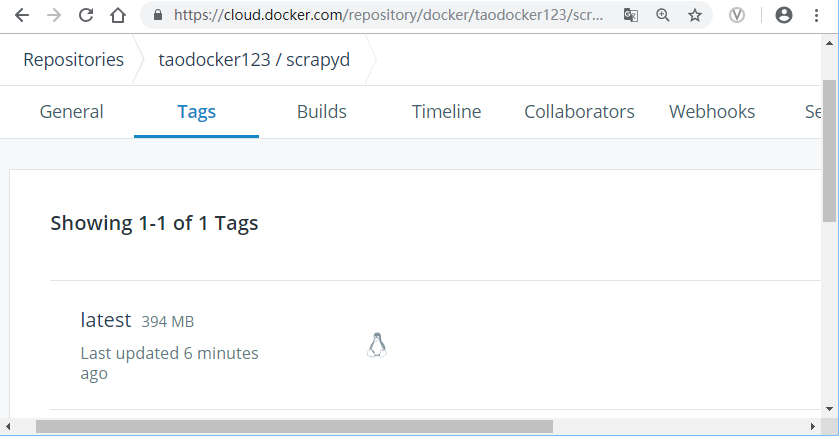 https://cloud.docker.com/repository/docker/taodocker123/scr...
Repositories taodocker123 / scrapyd
General Tags Builds Timeline Collaborators Webhooks Se
Showing 1-1 of 1 Tags
latest 394 MB
Last updated 6 minutes
ago